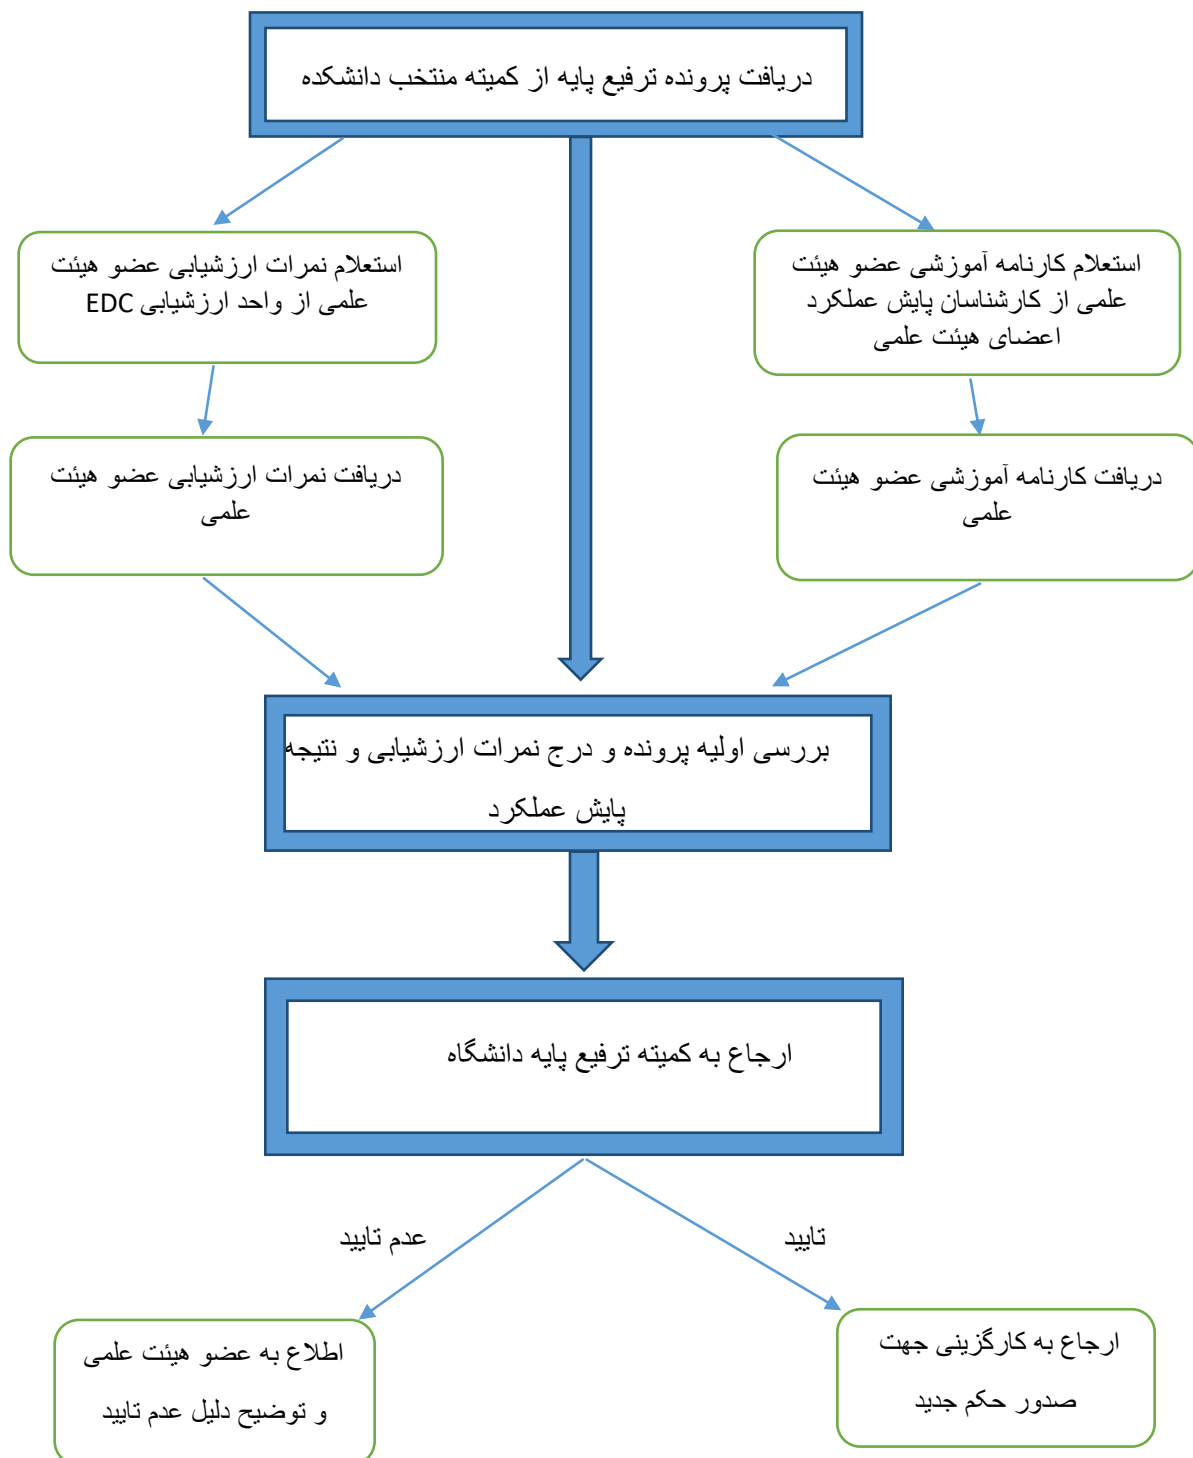 دریافت پرونده ترفیع پایه از کمیته منتخب دانشکده
استعلام کارنامه آموزشی عضو هیئت
علمی از کارشناسان پایش عملکرد
اعضای هیئت علمی
استعلام نمرات ارزشیابی عضو هیئت
علمی از واحد ارزشیابی EDC
دریافت کارنامه آموزشی عضو هیئت
علمی
دریافت نمرات ارزشیابی عضو هیئت
علمی
بررسی اولیه پرونده و درج نمرات ارزشیابی و نتیجه
پایش عملکرد
ارجاع به کمیته ترفیع پایه دانشگاه
تایید
عدم تایید
ارجاع به کارگزینی جهت
صدور حکم جدید
اطلاع به عضو هیئت علمی
و توضیح دلیل عدم تایید